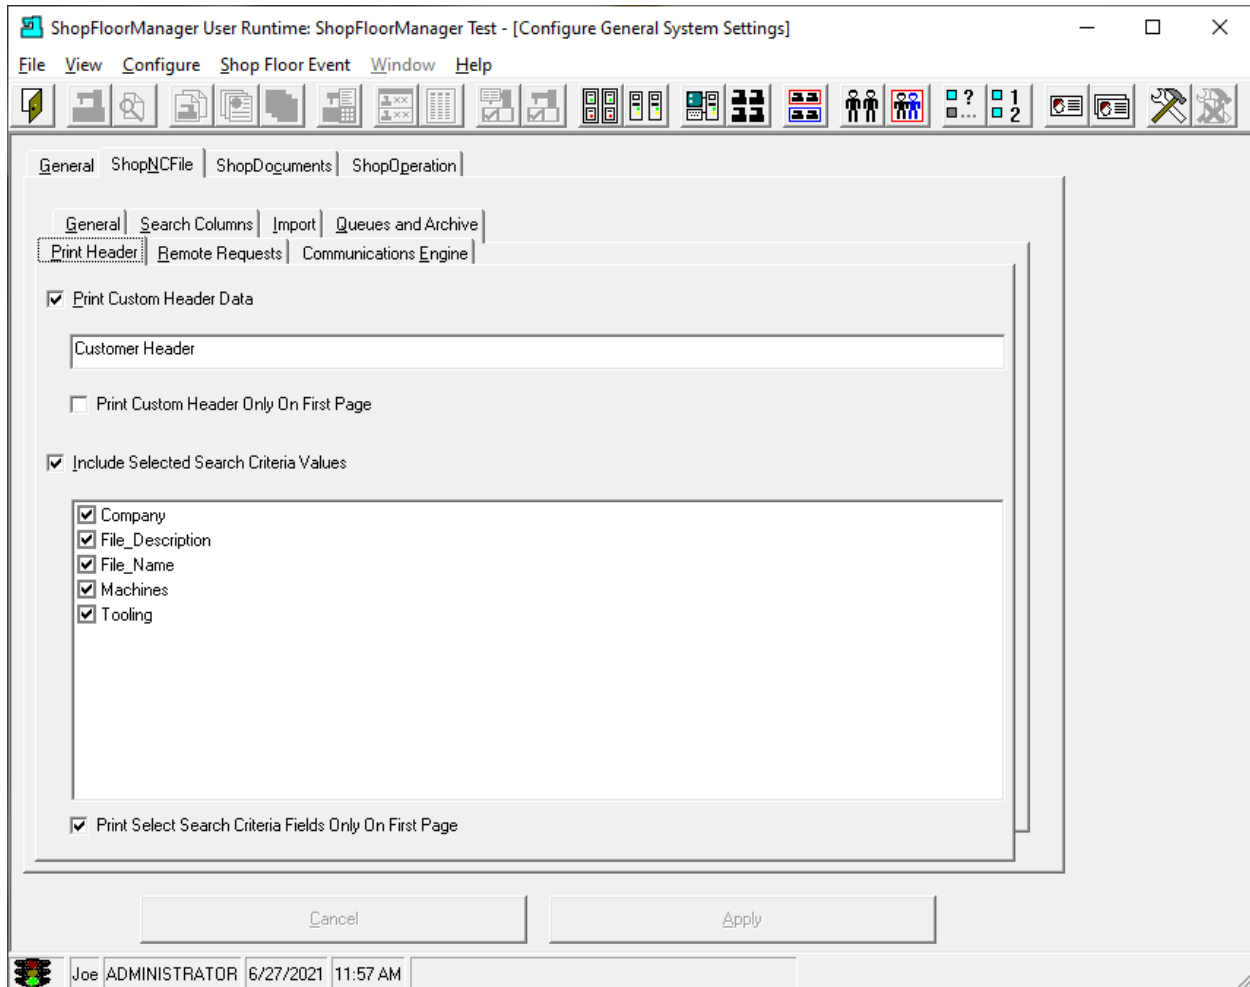 ShopFloorManager User Runtime: ShopFloorManager Test - [Configure General System Settings]
File View Configure Shop Floor Event Window Help
General ShopNCFile ShopDocuments ShopOperation
General Search Columns Import Queues and Archive
Print Header Remote Requests Communications Engine
Print Custom Header Data
Customer Header
Print Custom Header Only On First Page
Include Selected Search Criteria Values
Company
File_Description
File_Name
Machines
Tooling
Print Select Search Criteria Fields Only On First Page
Cancel Apply
Joe ADMINISTRATOR 6/27/2021 11:57 AM